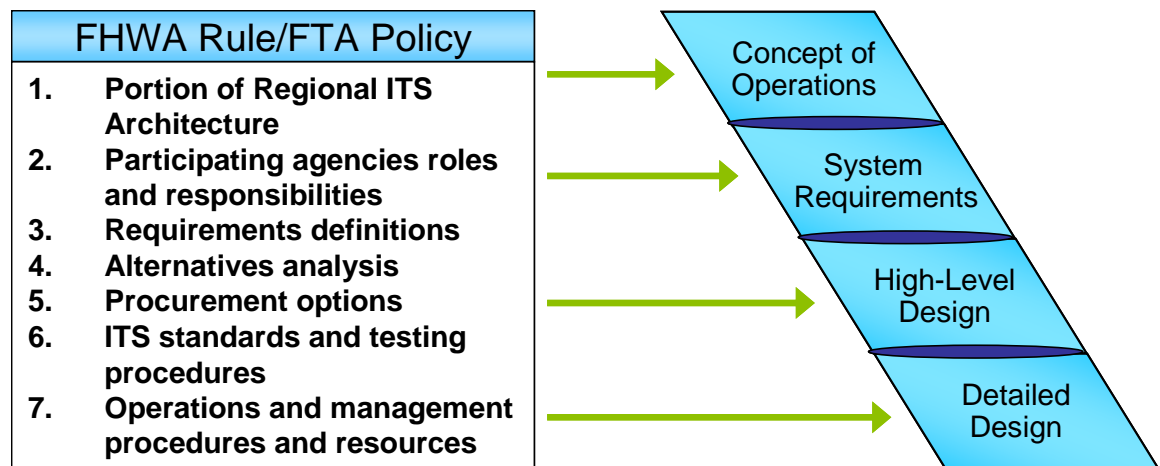 FHWA Rule/FTA Policy
1. Portion of Regional ITS
Architecture
2. Participating agencies roles
and responsibilities
3. Requirements definitions
4. Alternatives analysis
5. Procurement options
6. ITS standards and testing
procedures
7. Operations and management
procedures and resources
Concept of
Operations
System
Requirements
High-Level
Design
Detailed
Design